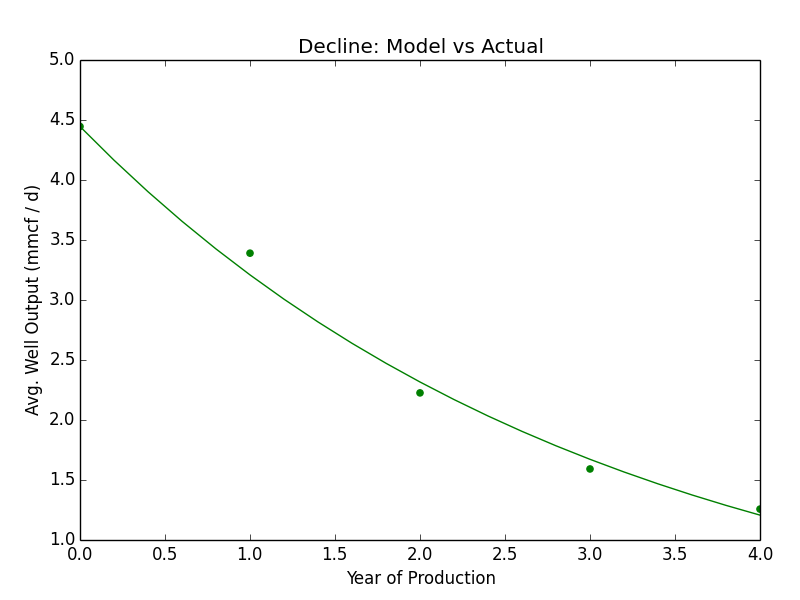 Decline: Model vs Actual
5.0
4.5
4.0
3.5
3.0
2.5
2.0
1.5
1.0
Avg. Well Output (mmcf / d)
0.0 0.5 1.0 1.5 2.0 2.5 3.0 3.5 4.0
Year of Production